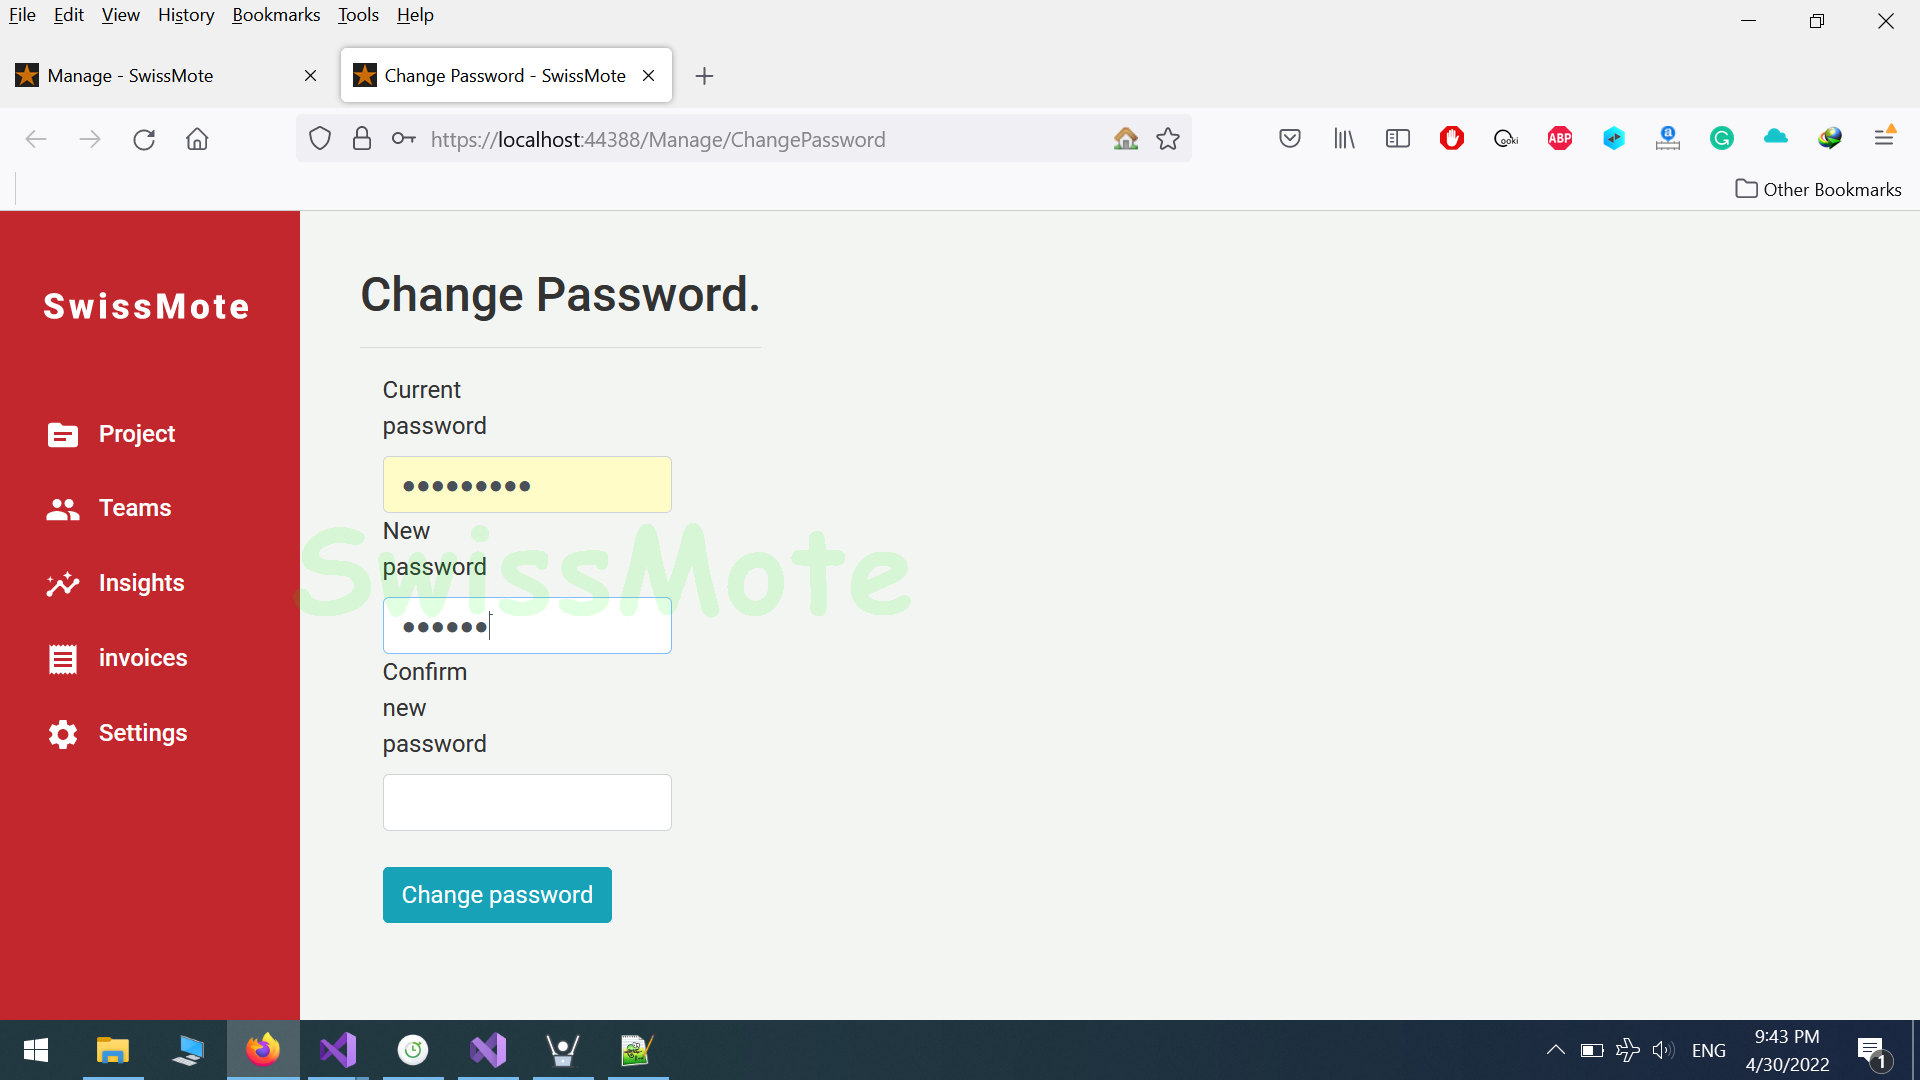 File Edit View History Bookmarks Tools Help
Manage - SwissMote
Change Password - SwissMote
https://localhost:44388/Manage/ChangePassword
ooki
ABP
a
G
Other Bookmarks
SwissMote
Project
Teams
Insights
invoices
Settings
Change Password.
Current
password
New
password
SwissMote
Confirm
new
password
Change password
ENG
9:43 PM
4/30/2022
1